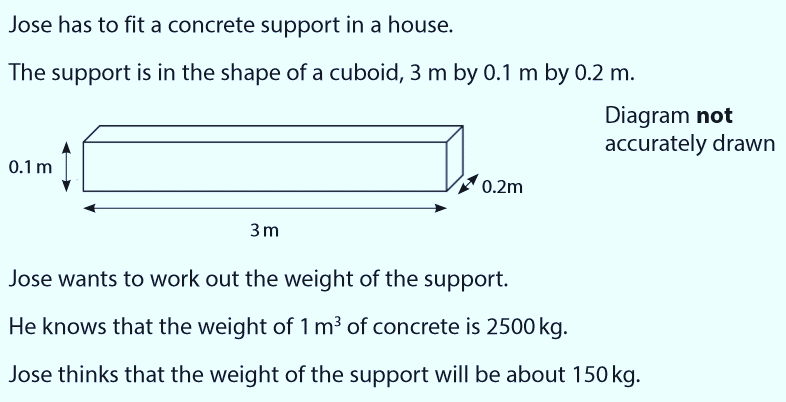 Jose has to fit a concrete support in a house.
The support is in the shape of a cuboid, 3 m by 0.1 m by 0.2 m.
Diagram not
accurately drawn
0.1 m
0.2m
3 m
Jose wants to work out the weight of the support.
He knows that the weight of 1 m³ of concrete is 2500 kg.
Jose thinks that the weight of the support will be about 150 kg.